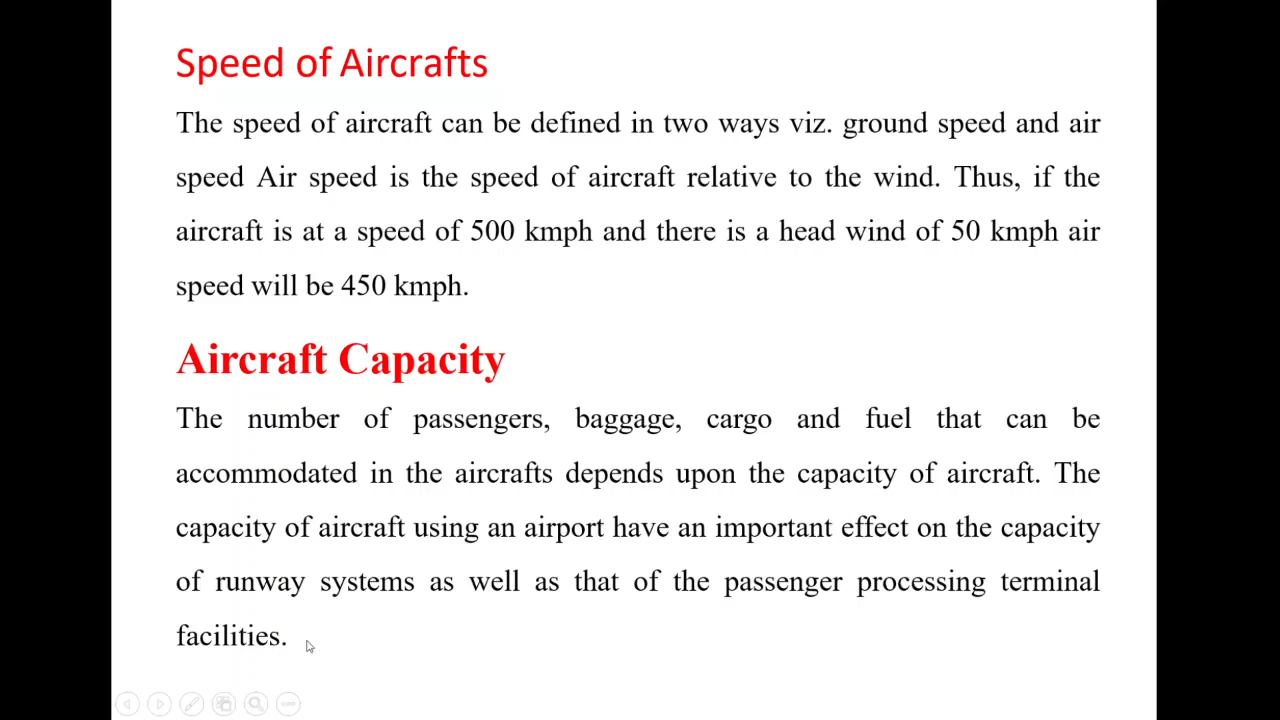 Speed of Aircrafts
The speed of aircraft can be defined in two ways viz. ground speed and air
speed Air speed is the speed of aircraft relative to the wind. Thus, if the
aircraft is at a speed of 500 kmph and there is a head wind of 50 kmph air
speed will be 450 kmph.
Aircraft Capacity
The number of passengers, baggage, cargo and fuel that can be
accommodated in the aircrafts depends upon the capacity of aircraft. The
capacity of aircraft using an airport have an important effect on the capacity
of runway systems as well as that of the passenger processing terminal
facilities.